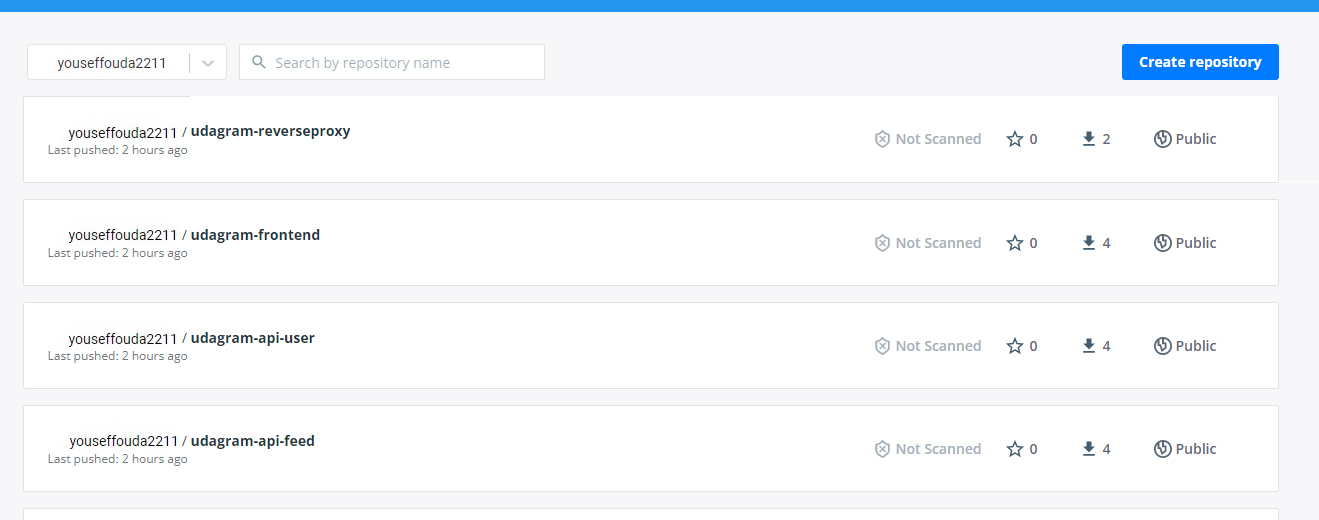 youseffouda2211 Search by repository name Create repository
youseffouda2211 / udagram-reverseproxy
Last pushed: 2 hours ago
Not Scanned 0 2 Public
youseffouda2211 / udagram-frontend
Last pushed: 2 hours ago
Not Scanned 0 4 Public
youseffouda2211 / udagram-api-user
Last pushed: 2 hours ago
Not Scanned 0 4 Public
youseffouda2211 / udagram-api-feed
Last pushed: 2 hours ago
Not Scanned 0 4 Public